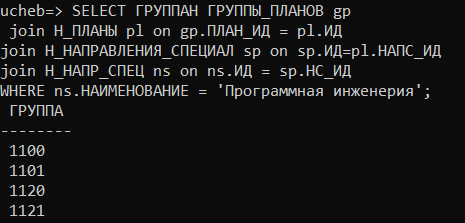 ucheb=> SELECT ГРУППАН ГРУППЫ_ПЛАНОВ gp
join Н_ПЛАНЫ pl on gp.ПЛАН_ИД = pl.ИД
join Н_НАПРАВЛЕНИЯ_СПЕЦИАЛ sp on sp.ИД=pl.НАПС_ИД
join Н_НАПР_СПЕЦ ns on ns.ИД = sp.НС_ИД
WHERE ns.НАИМЕНОВАНИЕ = 'Программная инженерия';
ГРУППА
--------
1100
1101
1120
1121